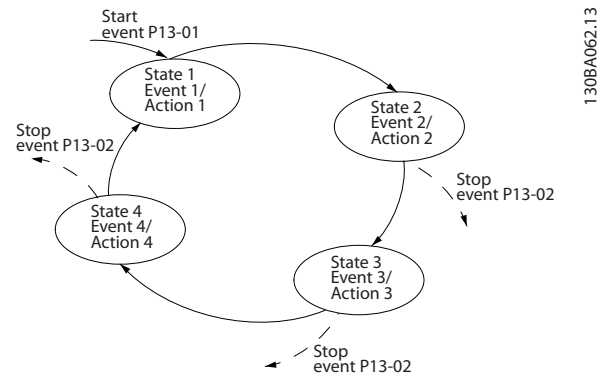 Start
event P13-01
State 1
Event 1/
Action 1
State 2
Event 2/
Action 2
Stop
event P13-02
State 3
Event 3/
Action 3
Stop
event P13-02
State 4
Event 4/
Action 4
Stop
event P13-02
130BA062.13